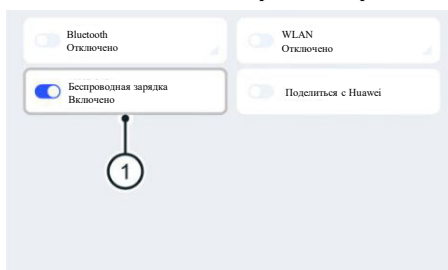 Bluetooth
Отключено
WLAN
Отключено
Беспроводная зарядка
Включено
Поделиться с Huawei
1